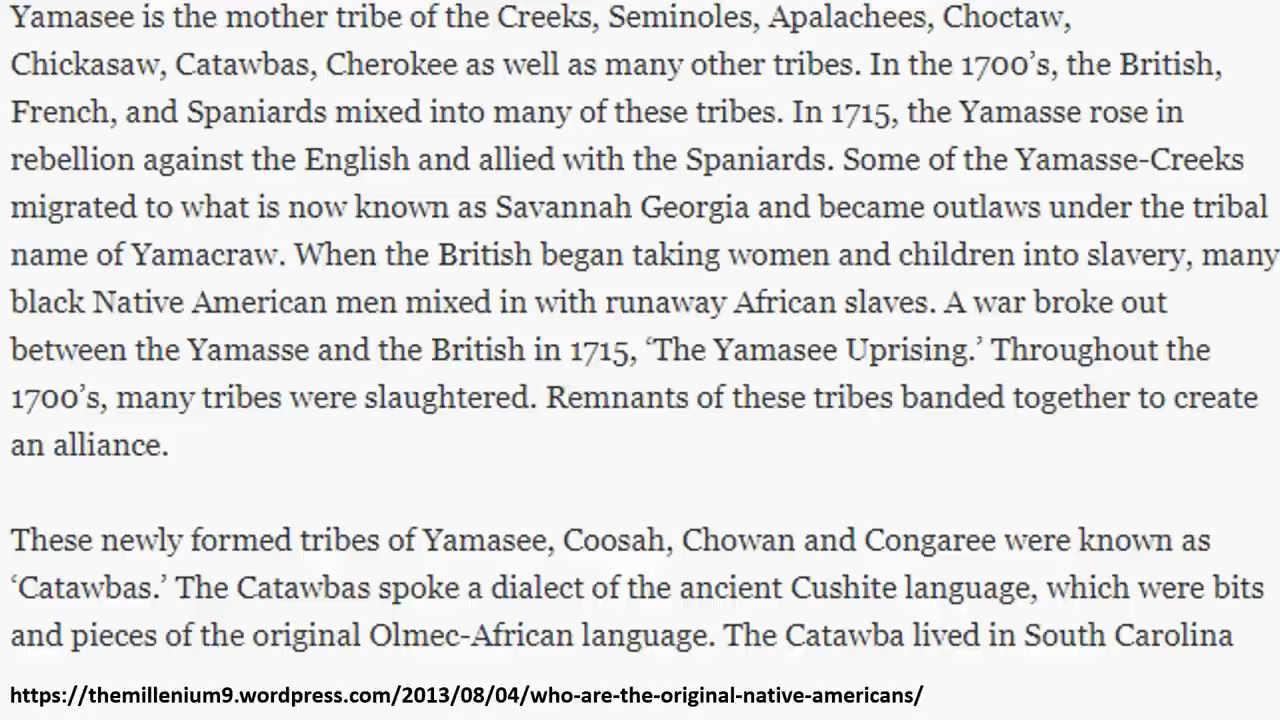 Yamasee is the mother tribe of the Creeks, Seminoles, Apalachees, Choctaw,
Chickasaw, Catawbas, Cherokee as well as many other tribes. In the 1700’s, the British,
French, and Spaniards mixed into many of these tribes. In 1715, the Yamasse rose in
rebellion against the English and allied with the Spaniards. Some of the Yamasse-Creeks
migrated to what is now known as Savannah Georgia and became outlaws under the tribal
name of Yamacraw. When the British began taking women and children into slavery, many
black Native American men mixed in with runaway African slaves. A war broke out
between the Yamasse and the British in 1715, ‘The Yamasee Uprising.’ Throughout the
1700’s, many tribes were slaughtered. Remnants of these tribes banded together to create
an alliance.
These newly formed tribes of Yamasee, Coosah, Chowan and Congaree were known as
‘Catawbas.’ The Catawbas spoke a dialect of the ancient Cushite language, which were bits
and pieces of the original Olmec-African language. The Catawba lived in South Carolina
https://themillenium9.wordpress.com/2013/08/04/who-are-the-original-native-americans/